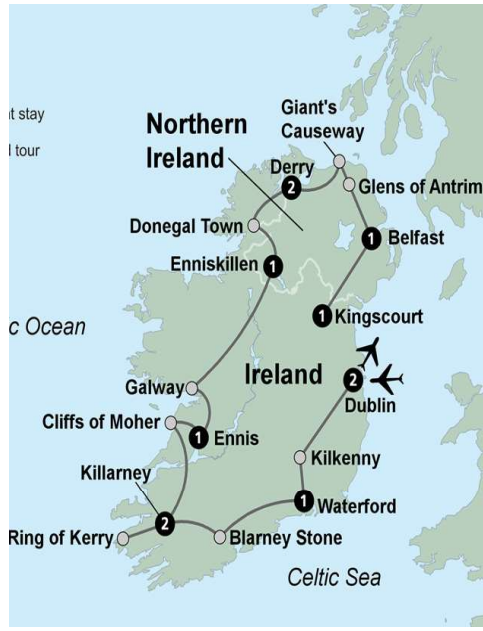 t stay
l tour
Giant's
Causeway
Northern
Ireland
Derry
2
Glens of Antrim
Donegal Town
1
Belfast
Enniskillen
1
c Ocean
1
Kingscourt
Ireland
Galway
2
Dublin
Cliffs of Moher
1
Ennis
Kilkenny
Killarney
2
1
Waterford
Ring of Kerry
Blarney Stone
Celtic Sea